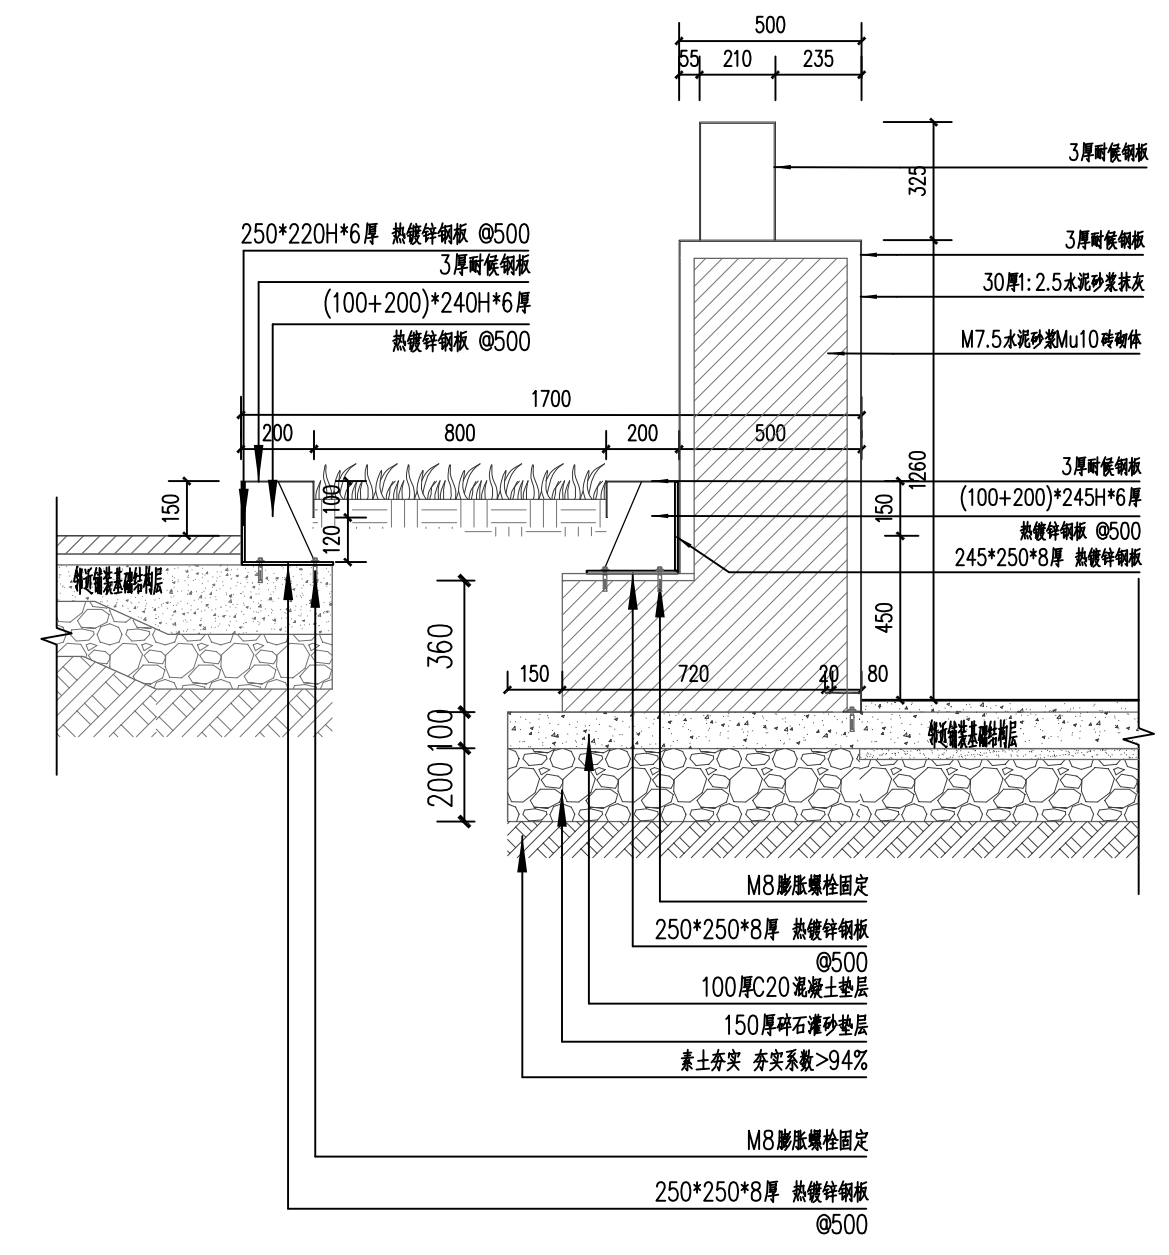 500
55 210 235
3厚耐候钢板
325
250*220H*6厚 热镀锌钢板 @500
3厚耐候钢板
3厚耐候钢板
(100+200)*240H*6厚
30厚1:2.5水泥砂浆抹灰
热镀锌钢板 @500
M7.5水泥砂浆Mu10砖砌体
1700
200 800 200 500
1260
3厚耐候钢板
150
100
150
(100+200)*245H*6厚
120
热镀锌钢板 @500
245*250*8厚 热镀锌钢板
邻近铺装基础结构层
360
450
150 720 20 80
100
邻近铺装基础结构层
200
M8膨胀螺栓固定
250*250*8厚 热镀锌钢板
@500
100厚C20混凝土垫层
150厚碎石灌砂垫层
素土夯实 夯实系数>94%
M8膨胀螺栓固定
250*250*8厚 热镀锌钢板
@500